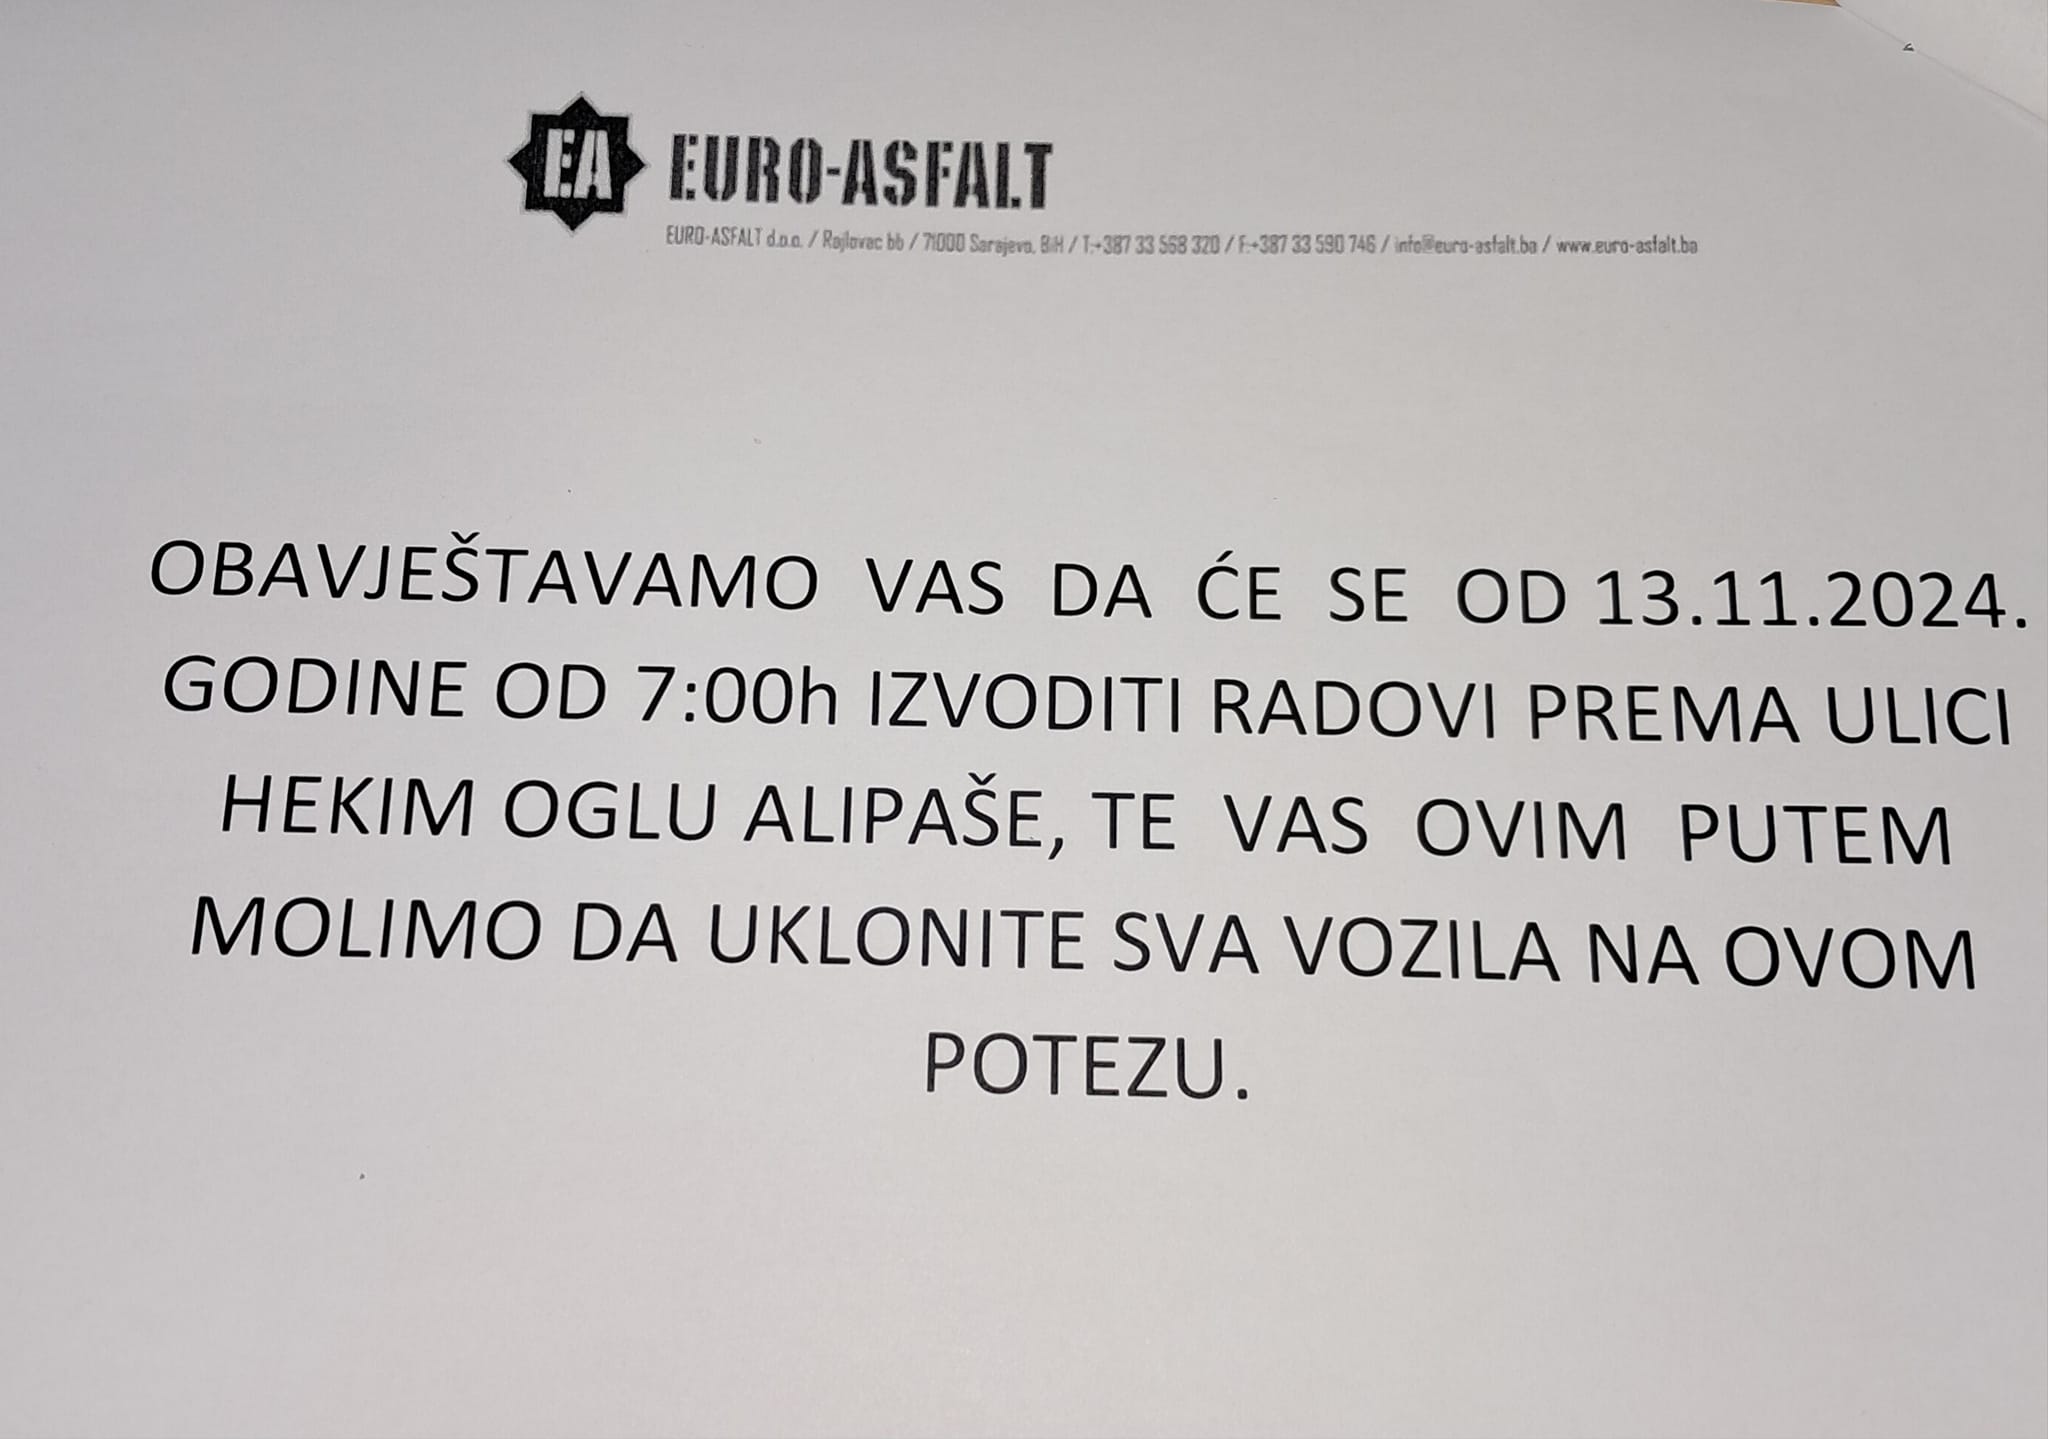 EA
EURO-ASFALT
EURO-ASFALT d.o.o. / Rajlovac bb / 71000 Sarajevo, BiH / T:+387 33 568 320 / F:+387 33 590 746 / info@euro-asfalt.ba / www.euro-asfalt.ba
OBAVJEŠTAVAMO VAS DA ĆE SE OD 13.11.2024.
GODINE OD 7:00h IZVODITI RADOVI PREMA ULICI
HEKIM OGLU ALIPAŠE, TE VAS OVIM PUTEM
MOLIMO DA UKLONITE SVA VOZILA NA OVOM
POTEZU.